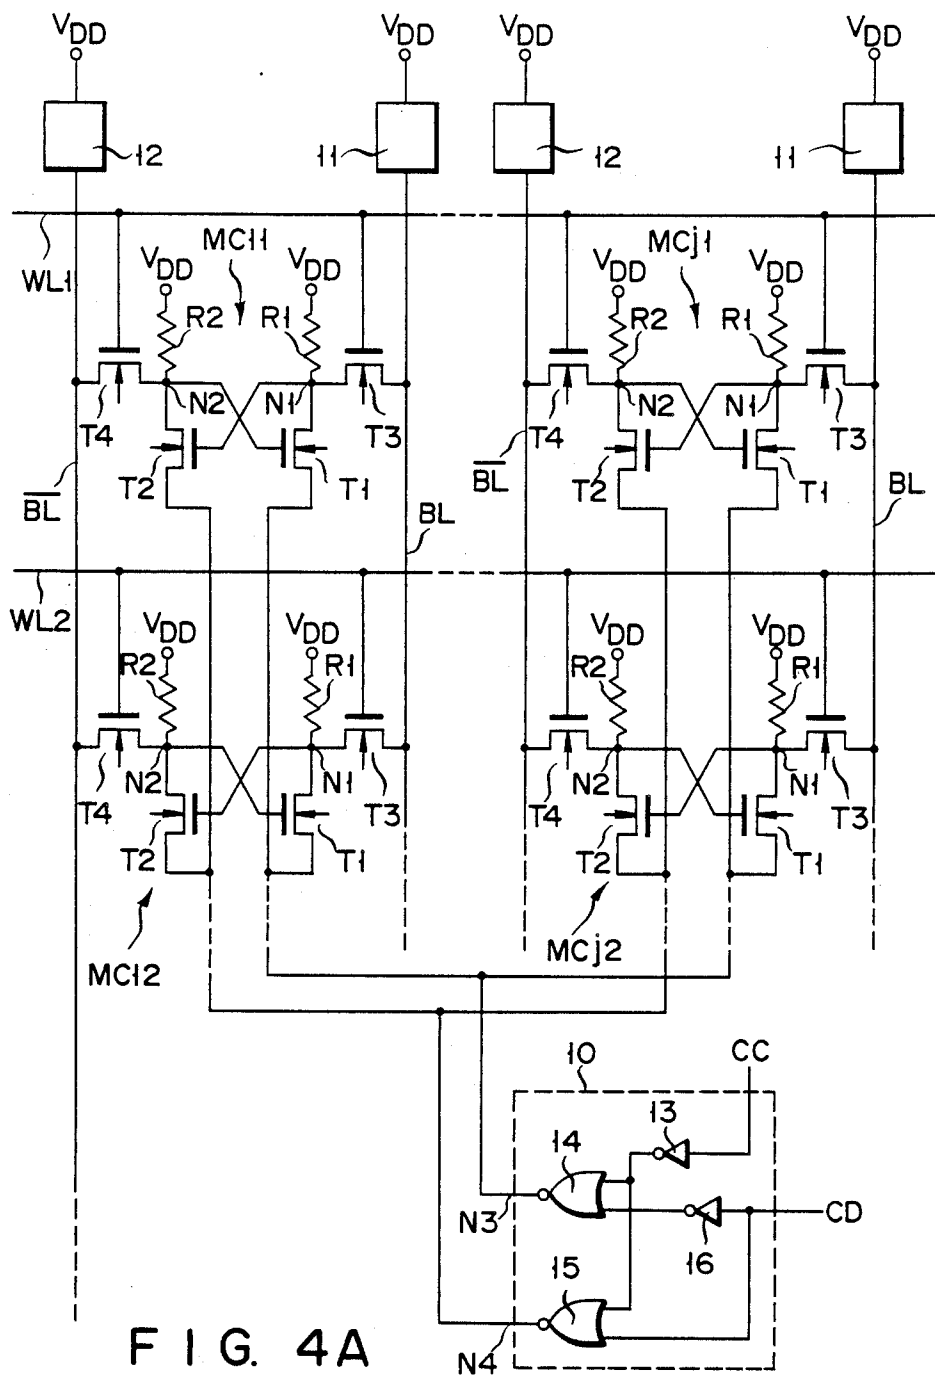 VDD VDD VDD VDD
12 11 12 11
WL1 MC11 MCj1
VDD VDD VDD VDD
R2 R1 R2 R1
T4 N2 N1 T3 T4 N2 N1 T3
T2 T1 T2 T1
BL BL BL BL
WL2
VDD VDD VDD VDD
R2 R1 R2 R1
T4 N2 N1 T3 T4 N2 N1 T3
T2 T1 T2 T1
MC12 MCj2
10 CC
13
14
N3 16 CD
15
N4
FIG. 4A